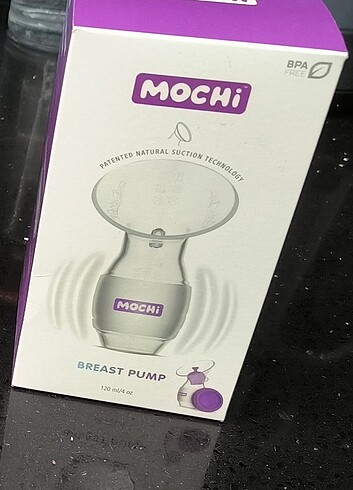 MOCHi
BPA
FREE
PATENTED NATURAL SUCTION TECHNOLOGY
MOCHi
BREAST PUMP
120 ml/4 oz